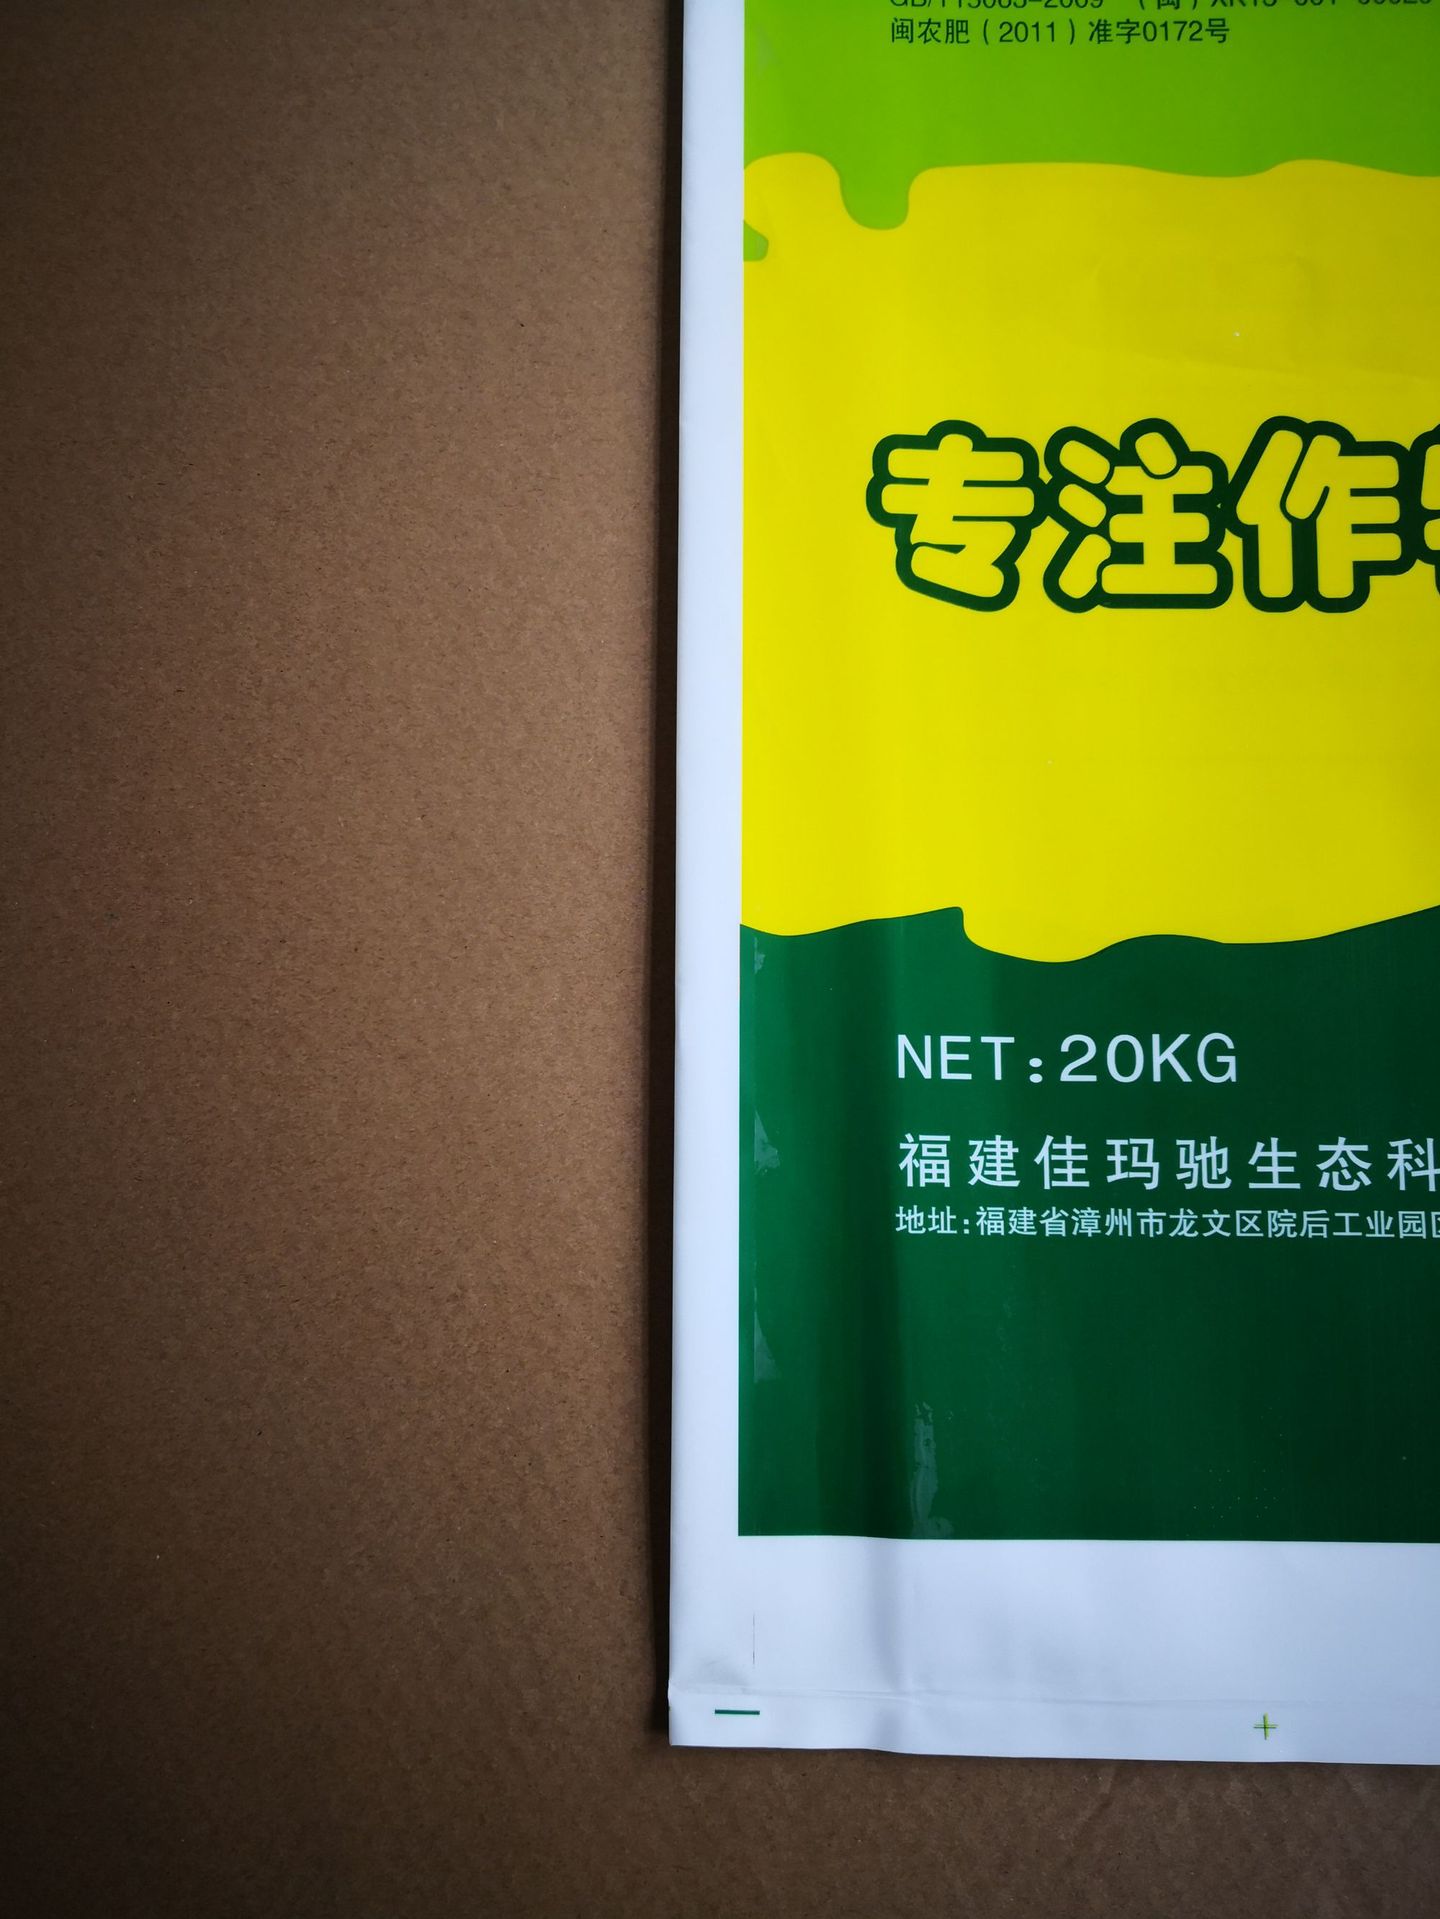 闽农肥（2011）准字0172号
专注作
NET:20KG
福建佳玛驰生态科
地址:福建省漳州市龙文区院后工业园